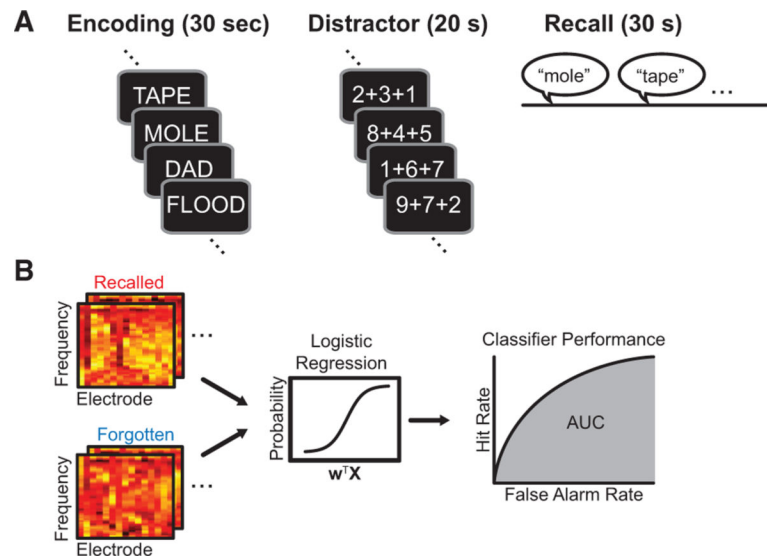 A
Encoding (30 sec)
Distractor (20 s)
Recall (30 s)
TAPE
MOLE
DAD
FLOOD
2+3+1
8+4+5
1+6+7
9+7+2
“mole”
“tape”
...
B
Recalled
Frequency
...
Electrode
Forgotten
Frequency
...
Electrode
Logistic
Regression
Probability
wᵀX
Classifier Performance
Hit Rate
AUC
False Alarm Rate